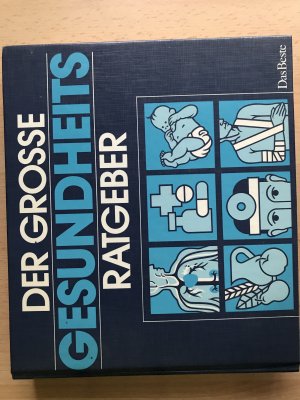 DER GROSSE
GESUNDHEITS
RATGEBER
Das Beste